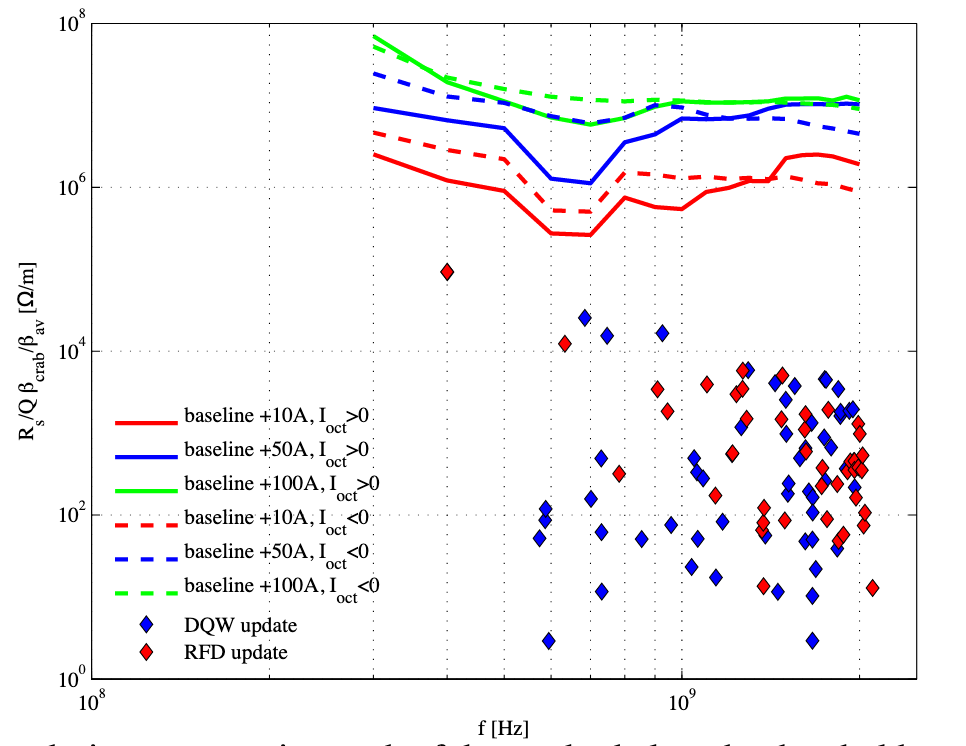 10^8
10^6
10^4
10^2
10^0
R_s/Q β_crab/β_av [Ω/m]
baseline +10A, I_oct>0
baseline +50A, I_oct>0
baseline +100A, I_oct>0
baseline +10A, I_oct<0
baseline +50A, I_oct<0
baseline +100A, I_oct<0
DQW update
RFD update
10^8
10^9
f [Hz]